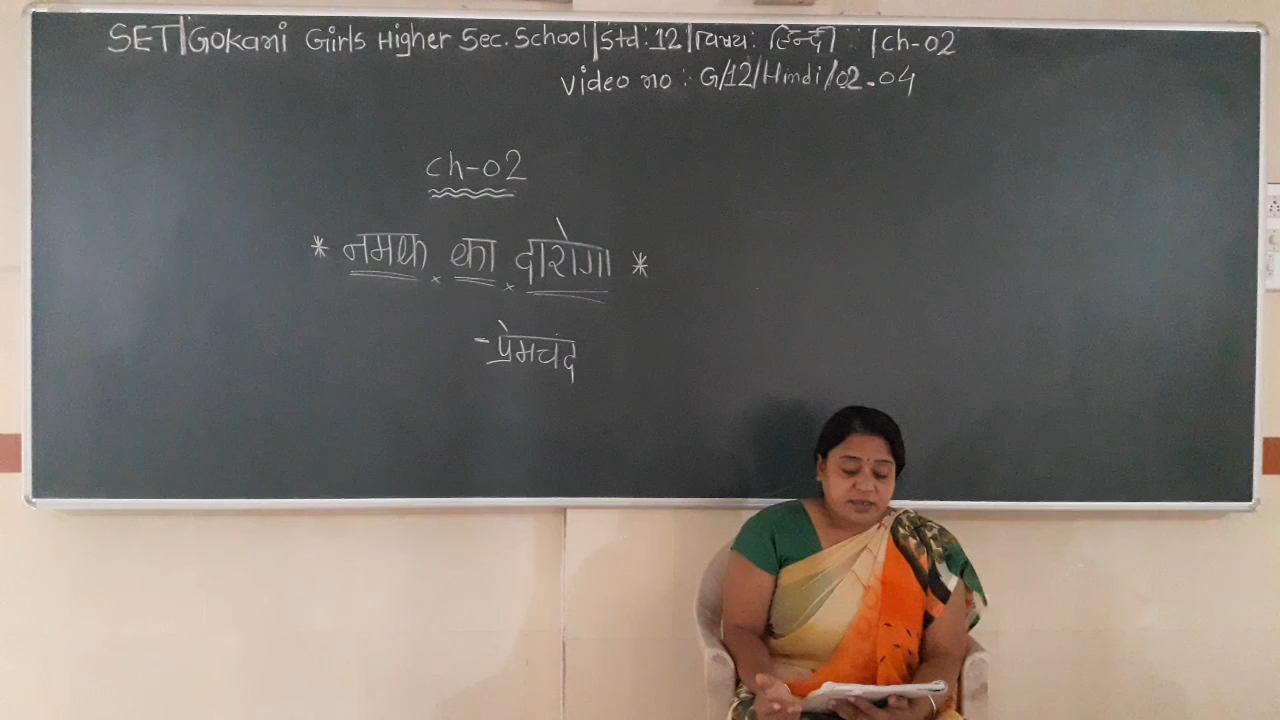 SET|Gokani Girls Higher Sec. School|Std:12|विषय: हिन्दी |ch-02
Video no : G/12/Hindi/02.04
ch-02
* नमक का दारोगा *
- प्रेमचंद